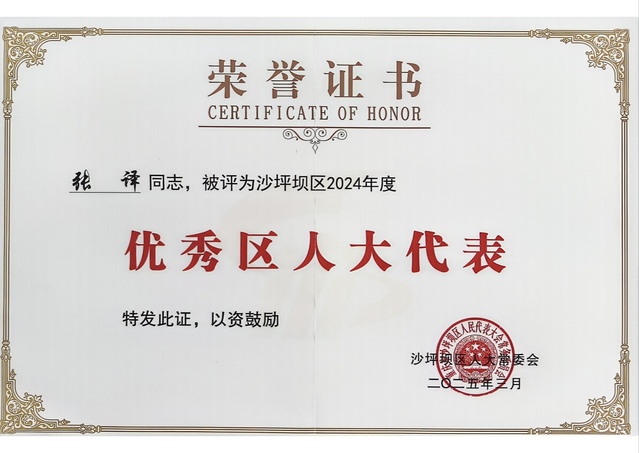 荣誉证书
CERTIFICATE OF HONOR
张 译 同志，被评为沙坪坝区2024年度
优秀区人大代表
特发此证，以资鼓励
沙坪坝区人大常委会
二〇二五年三月